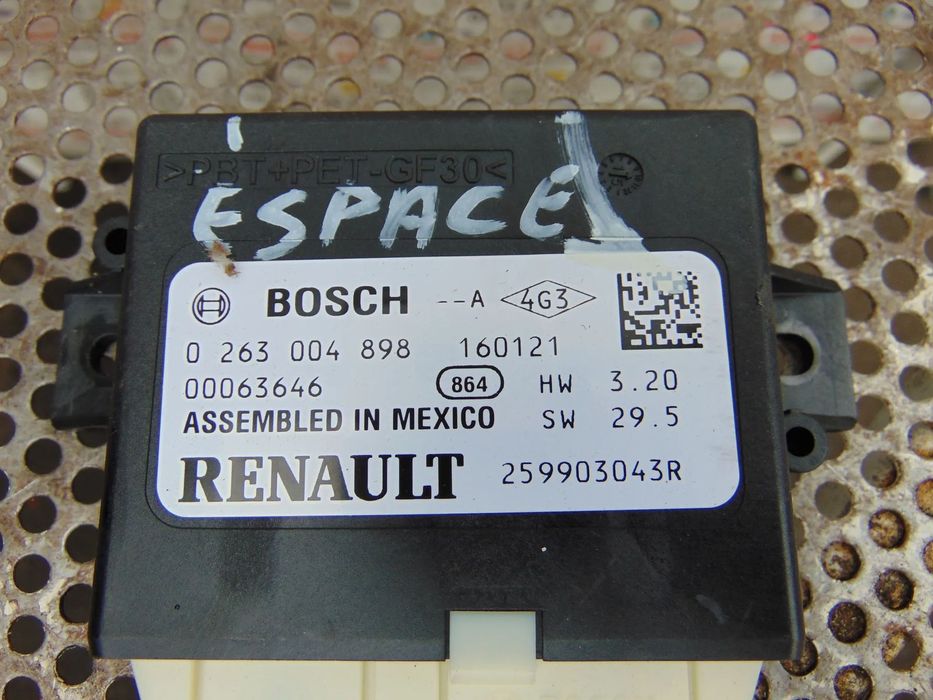 >PBT+PET-GF30<
ESPACE
BOSCH --A 4G3
0 263 004 898 160121
00063646 864 HW 3.20
ASSEMBLED IN MEXICO SW 29.5
RENAULT 259903043R